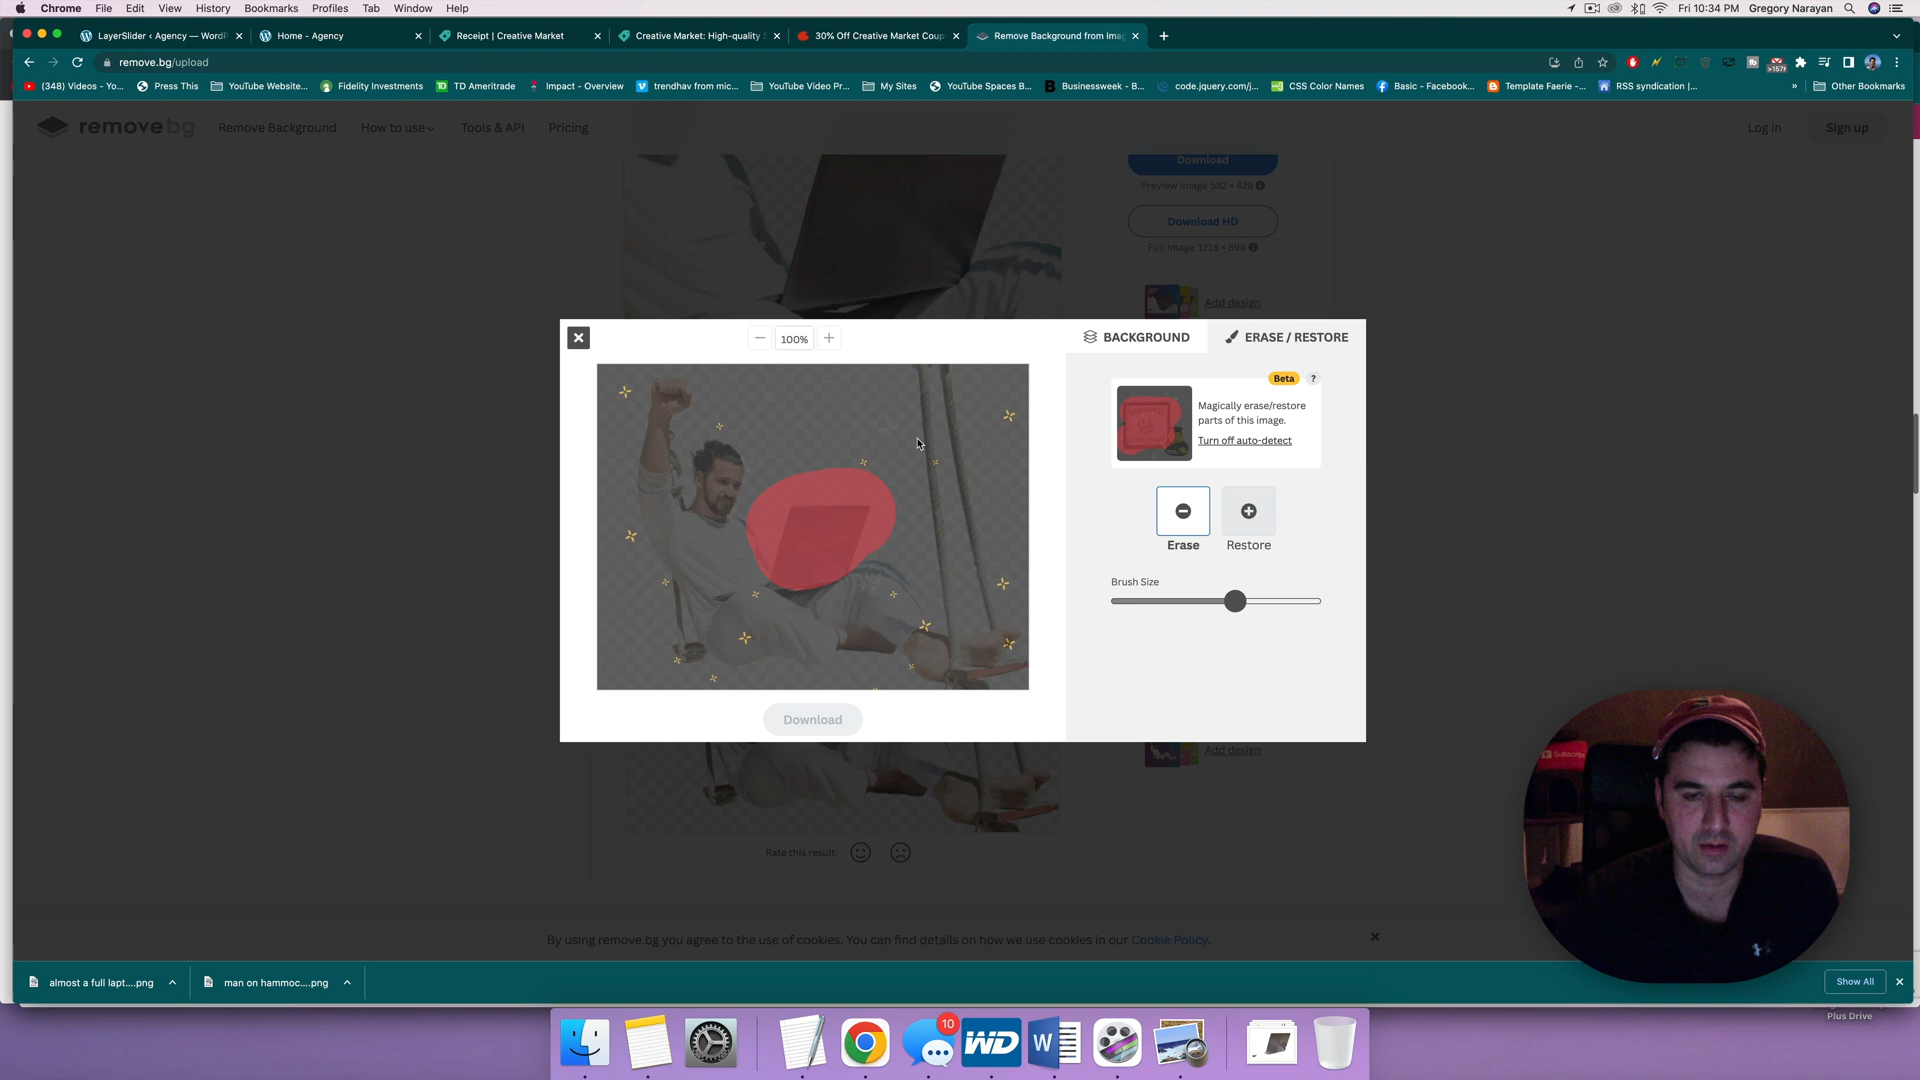 Chrome File Edit View History Bookmarks Profiles Tab Window Help
Fri 10:34 PM Gregory Narayan
LayerSlider ‹ Agency — WordP
Home - Agency
Receipt | Creative Market
Creative Market: High-quality S
30% Off Creative Market Coup
Remove Background from Ima
remove.bg/upload
>157K
(348) Videos - Yo...
Press This
YouTube Website...
Fidelity Investments
TD Ameritrade
Impact - Overview
trendhav from mic...
YouTube Video Pr...
My Sites
YouTube Spaces B...
Businessweek - B...
code.jquery.com/j...
CSS Color Names
Basic - Facebook...
Template Faerie -...
RSS syndication |...
»
Other Bookmarks
removebg
Remove Background
How to use
Tools & API
Pricing
Log in
Sign up
Download
Preview Image 582 × 428
Download HD
Full Image 1218 × 896
Add design
100%
BACKGROUND
ERASE / RESTORE
Beta ?
Magically erase/restore
parts of this image.
Turn off auto-detect
Erase
Restore
Brush Size
Download
Add design
Rate this result:
Subscribe
By using remove.bg you agree to the use of cookies. You can find details on how we use cookies in our Cookie Policy.
almost a full lapt....png
man on hammoc....png
Show All
Plus Drive
10
WD
W